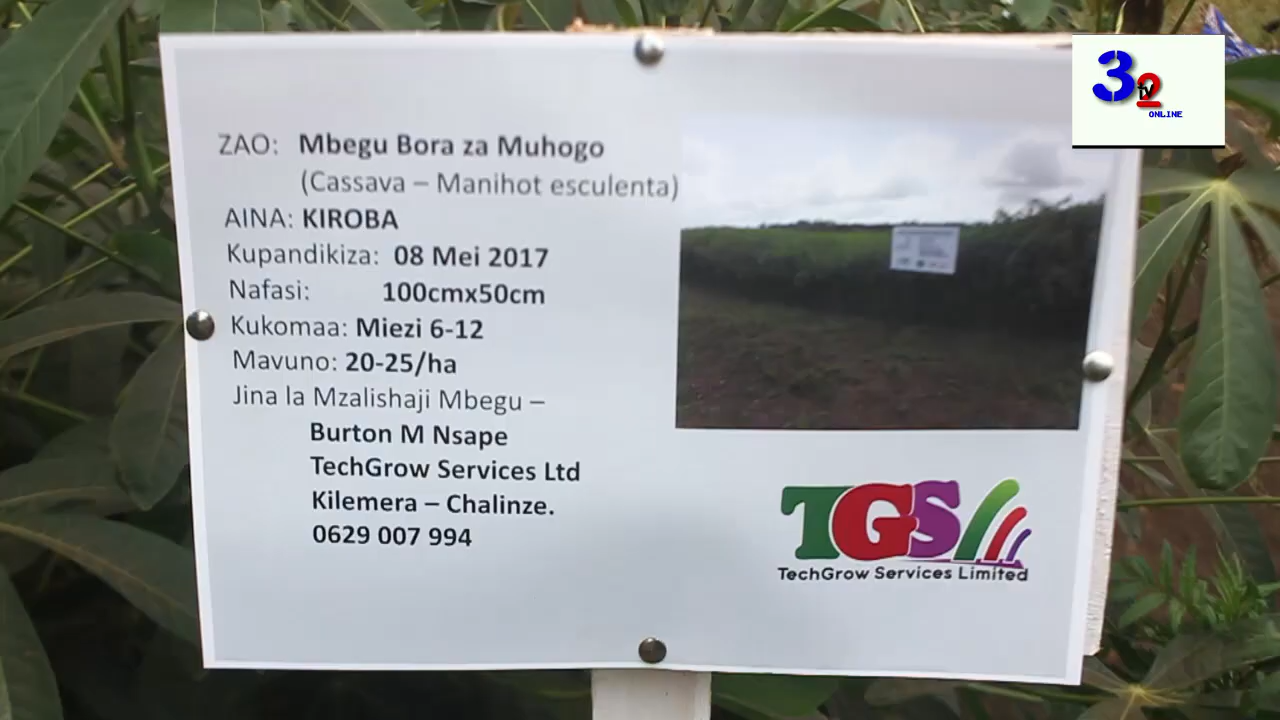 ZAO: Mbegu Bora za Muhogo
(Cassava – Manihot esculenta)
AINA: KIROBA
Kupandikiza: 08 Mei 2017
Nafasi: 100cmx50cm
Kukomaa: Miezi 6-12
Mavuno: 20-25/ha
Jina la Mzalishaji Mbegu –
Burton M Nsape
TechGrow Services Ltd
Kilemera – Chalinze.
0629 007 994
TGS
TechGrow Services Limited
3 tv 2
ONLINE